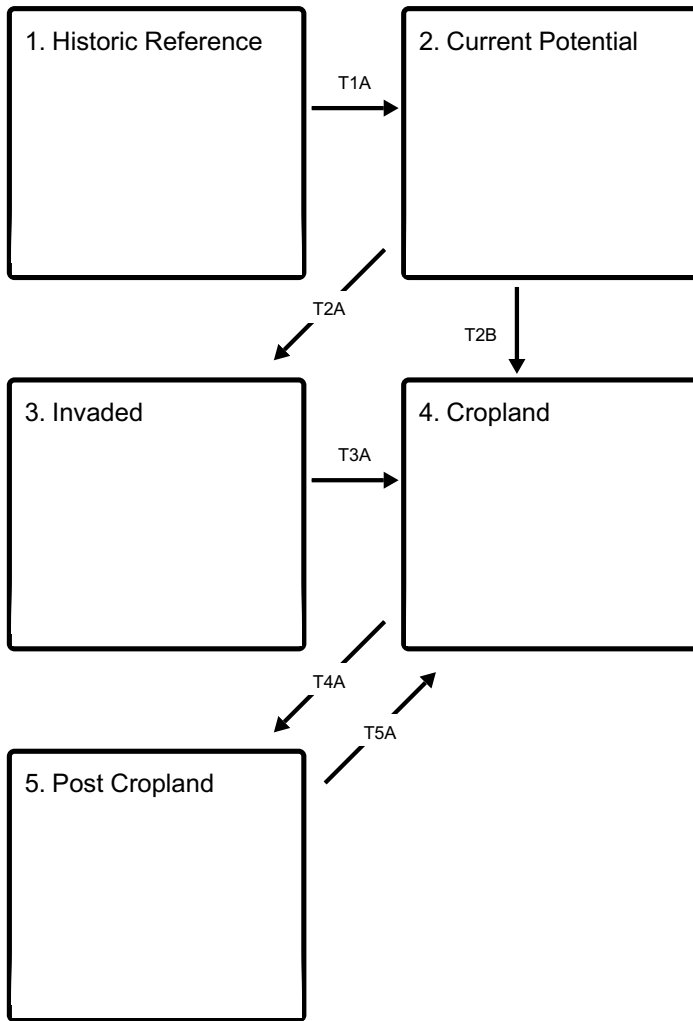 1. Historic Reference
T1A
2. Current Potential
T2A
T2B
3. Invaded
T3A
4. Cropland
T4A
T5A
5. Post Cropland